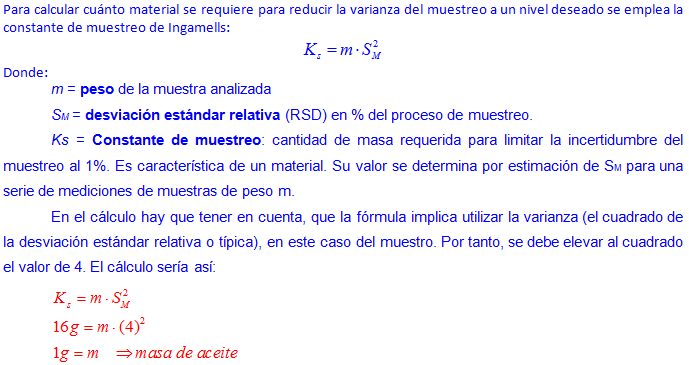 Para calcular cuánto material se requiere para reducir la varianza del muestreo a un nivel deseado se emplea la
constante de muestreo de Ingamells:
K_s = m · S_M^2
Donde:
m = peso de la muestra analizada
S_M = desviación estándar relativa (RSD) en % del proceso de muestreo.
Ks = Constante de muestreo: cantidad de masa requerida para limitar la incertidumbre del
muestreo al 1%. Es característica de un material. Su valor se determina por estimación de S_M para una
serie de mediciones de muestras de peso m.
En el cálculo hay que tener en cuenta, que la fórmula implica utilizar la varianza (el cuadrado de
la desviación estándar relativa o típica), en este caso del muestro. Por tanto, se debe elevar al cuadrado
el valor de 4. El cálculo sería así:
K_s = m · S_M^2
16g = m · (4)^2
1g = m ⇒ masa de aceite